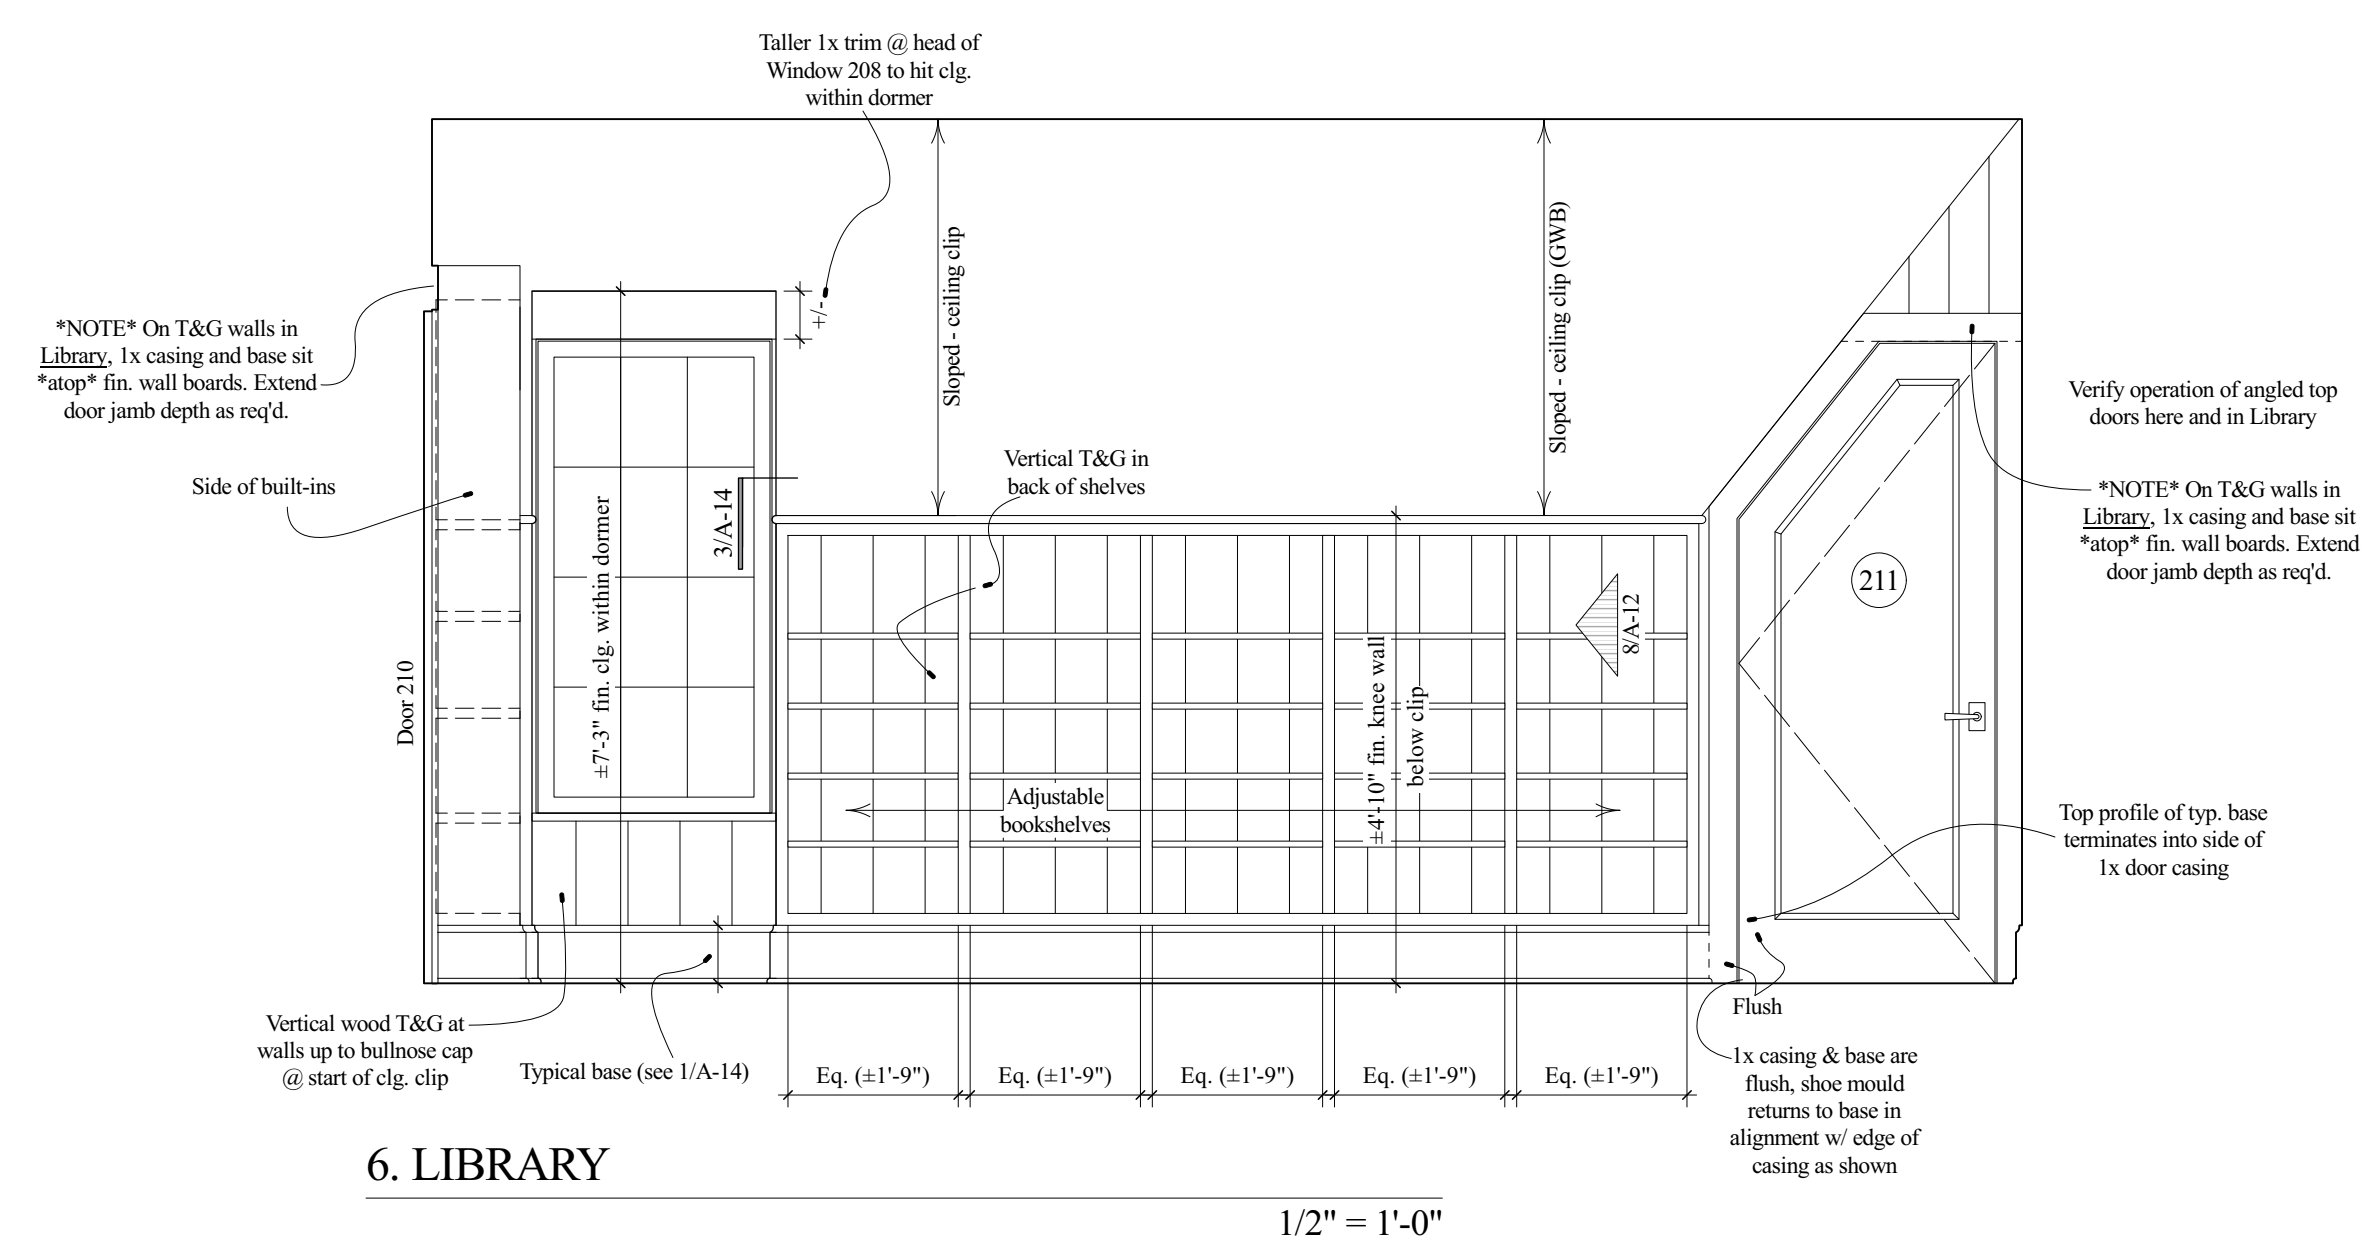 Taller 1x trim @ head of
Window 208 to hit clg.
within dormer
*NOTE* On T&G walls in
Library, 1x casing and base sit
*atop* fin. wall boards. Extend
door jamb depth as req'd.
Side of built-ins
Door 210
+/-
Sloped - ceiling clip
Sloped - ceiling clip (GWB)
±7'-3" fin. clg. within dormer
3/A-14
Vertical T&G in
back of shelves
8/A-12
±4'-10" fin. knee wall
below clip
Adjustable
bookshelves
211
Verify operation of angled top
doors here and in Library
*NOTE* On T&G walls in
Library, 1x casing and base sit
*atop* fin. wall boards. Extend
door jamb depth as req'd.
Top profile of typ. base
terminates into side of
1x door casing
Flush
1x casing & base are
flush, shoe mould
returns to base in
alignment w/ edge of
casing as shown
Vertical wood T&G at
walls up to bullnose cap
@ start of clg. clip
Typical base (see 1/A-14)
Eq. (±1'-9")
Eq. (±1'-9")
Eq. (±1'-9")
Eq. (±1'-9")
Eq. (±1'-9")
6. LIBRARY
1/2" = 1'-0"